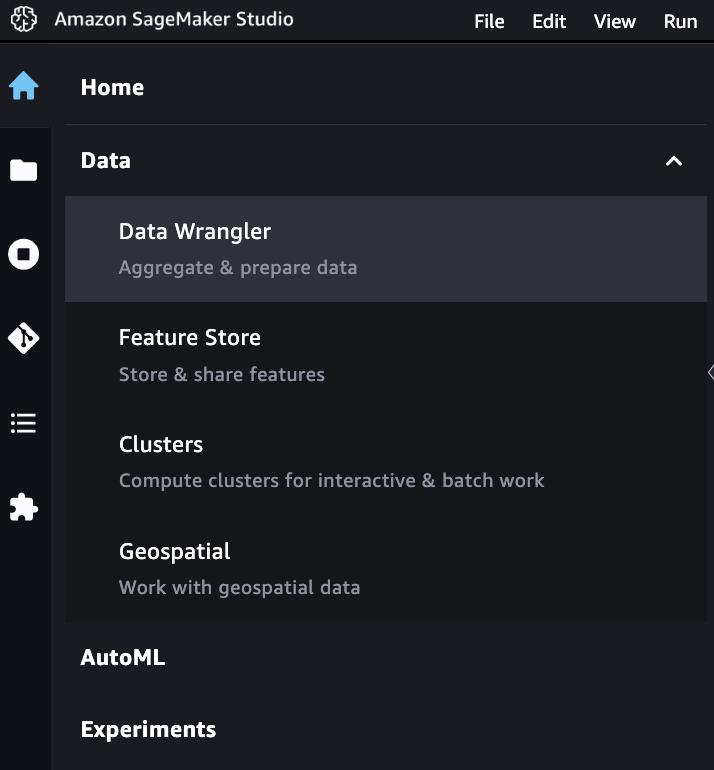 Amazon SageMaker Studio File Edit View Run
Home
Data
Data Wrangler
Aggregate & prepare data
Feature Store
Store & share features
Clusters
Compute clusters for interactive & batch work
Geospatial
Work with geospatial data
AutoML
Experiments